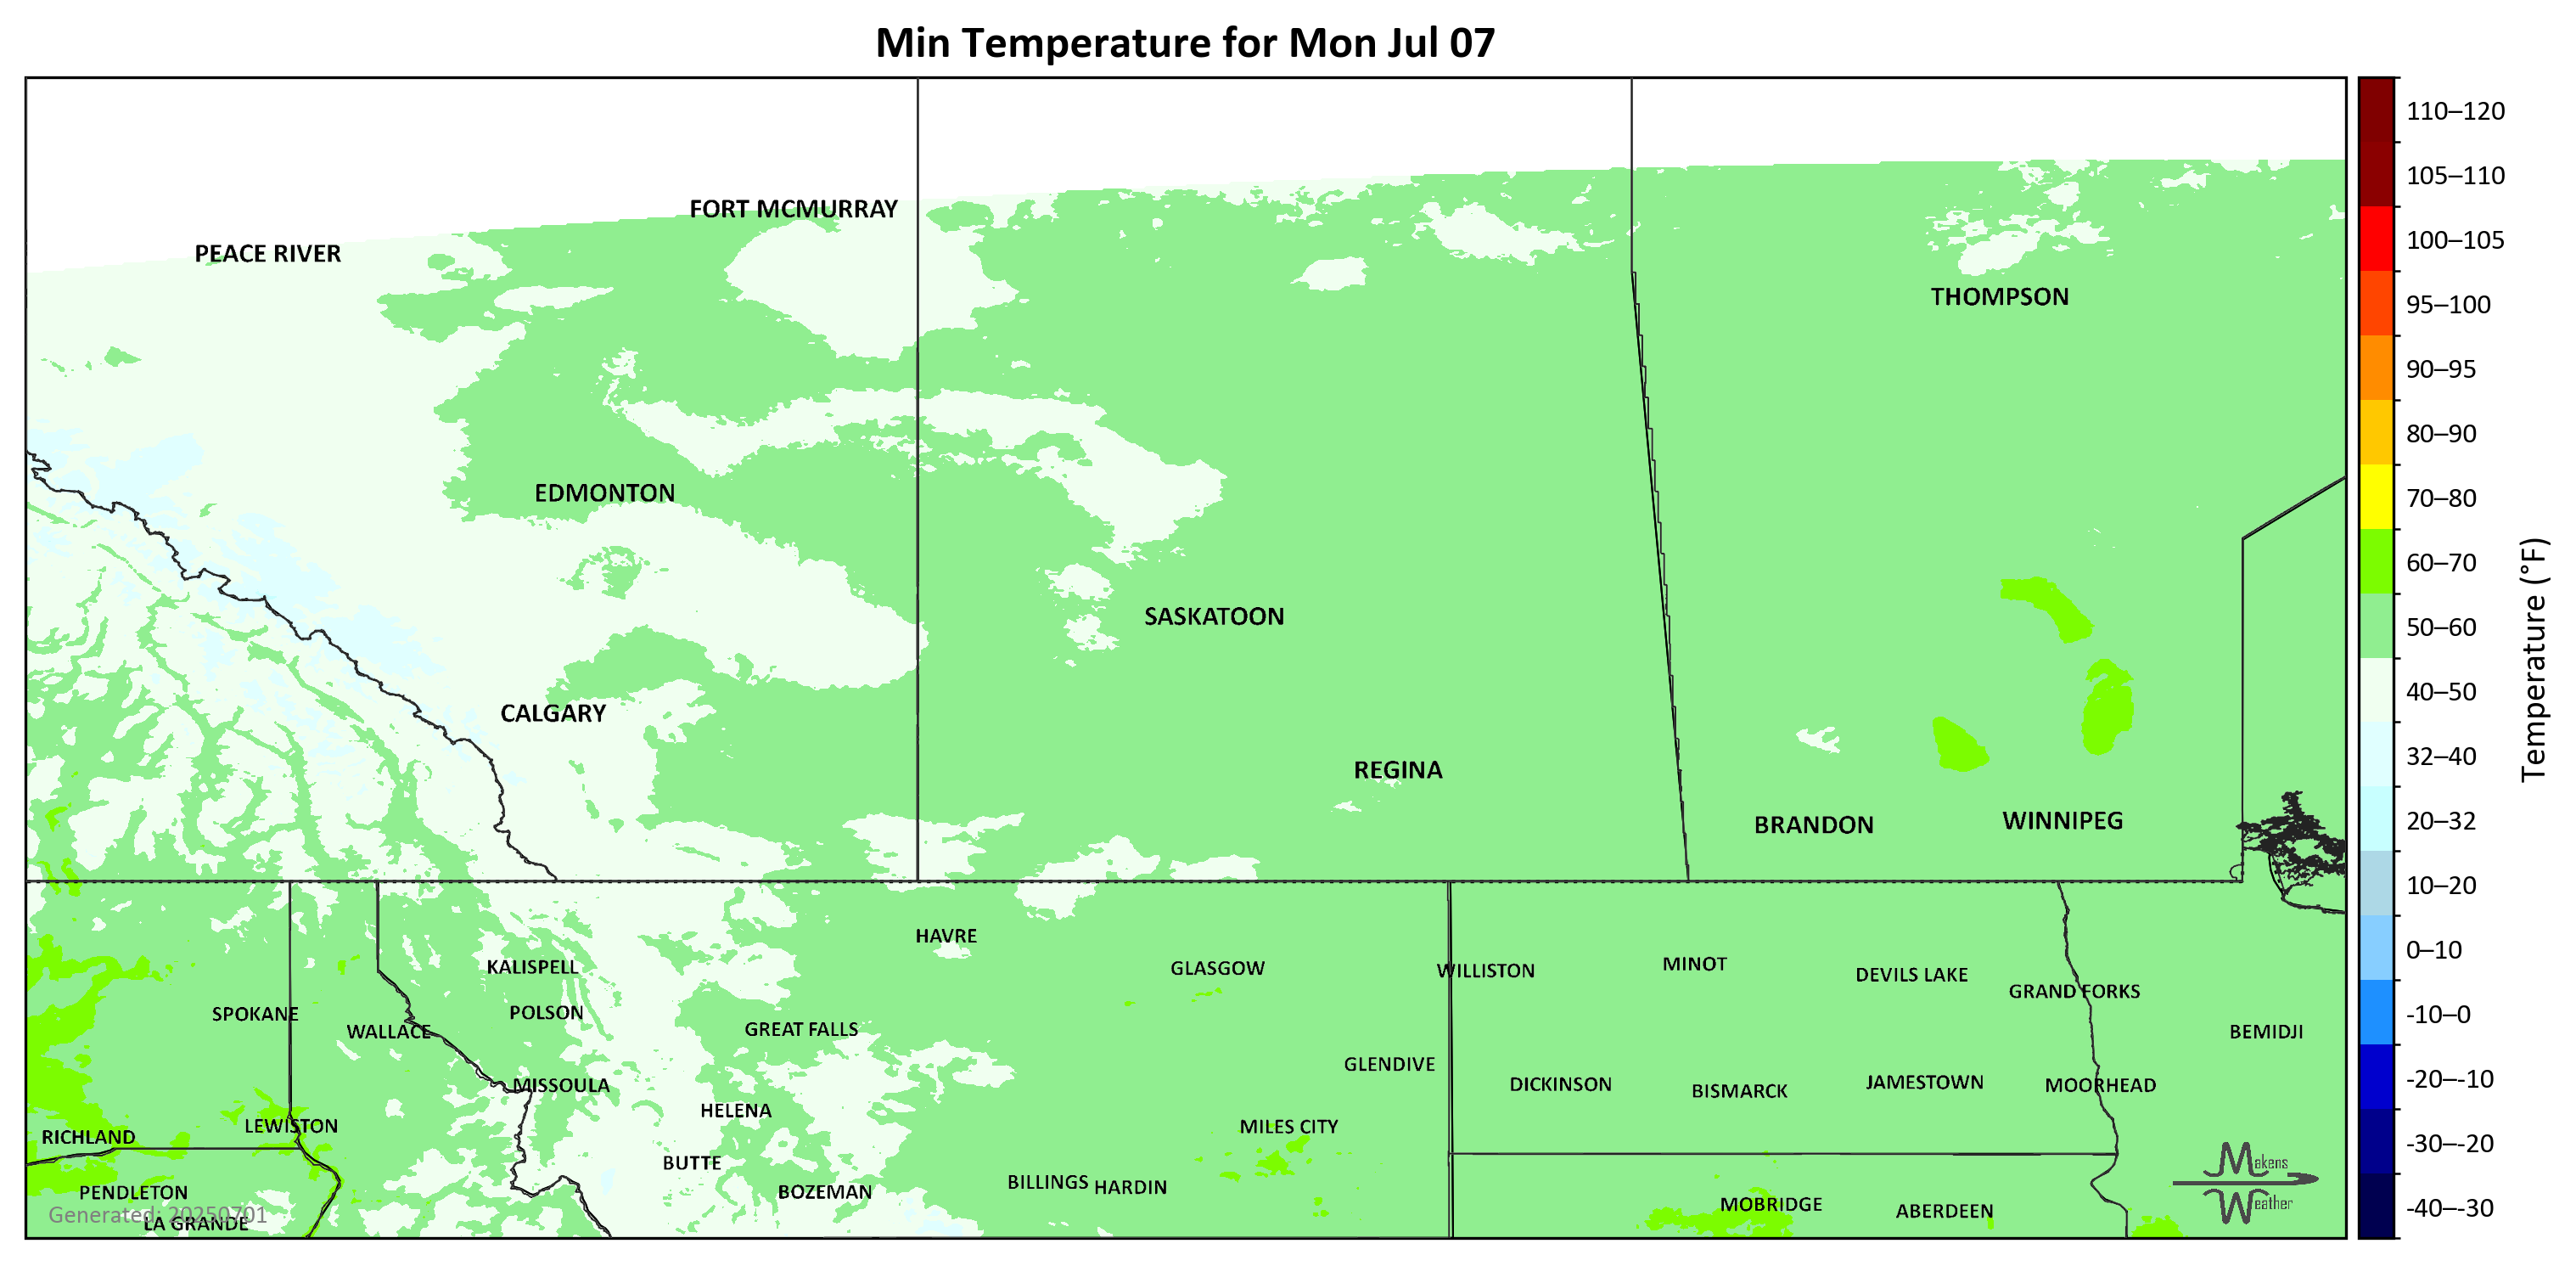 Min Temperature for Mon Jul 07
110–120
105–110
100–105
95–100
90–95
80–90
70–80
60–70
50–60
40–50
32–40
20–32
10–20
0–10
-10–0
-20–-10
-30–-20
-40–-30
Temperature (°F)
FORT MCMURRAY
PEACE RIVER
THOMPSON
EDMONTON
SASKATOON
CALGARY
REGINA
BRANDON
WINNIPEG
HAVRE
KALISPELL
GLASGOW
WILLISTON
MINOT
DEVILS LAKE
GRAND FORKS
SPOKANE
POLSON
WALLACE
GREAT FALLS
BEMIDJI
GLENDIVE
MISSOULA
DICKINSON
BISMARCK
JAMESTOWN
MOORHEAD
HELENA
LEWISTON
MILES CITY
RICHLAND
BUTTE
BOZEMAN
BILLINGS
HARDIN
PENDLETON
MOBRIDGE
ABERDEEN
Generated: 20250701
LA GRANDE
Makens
Weather